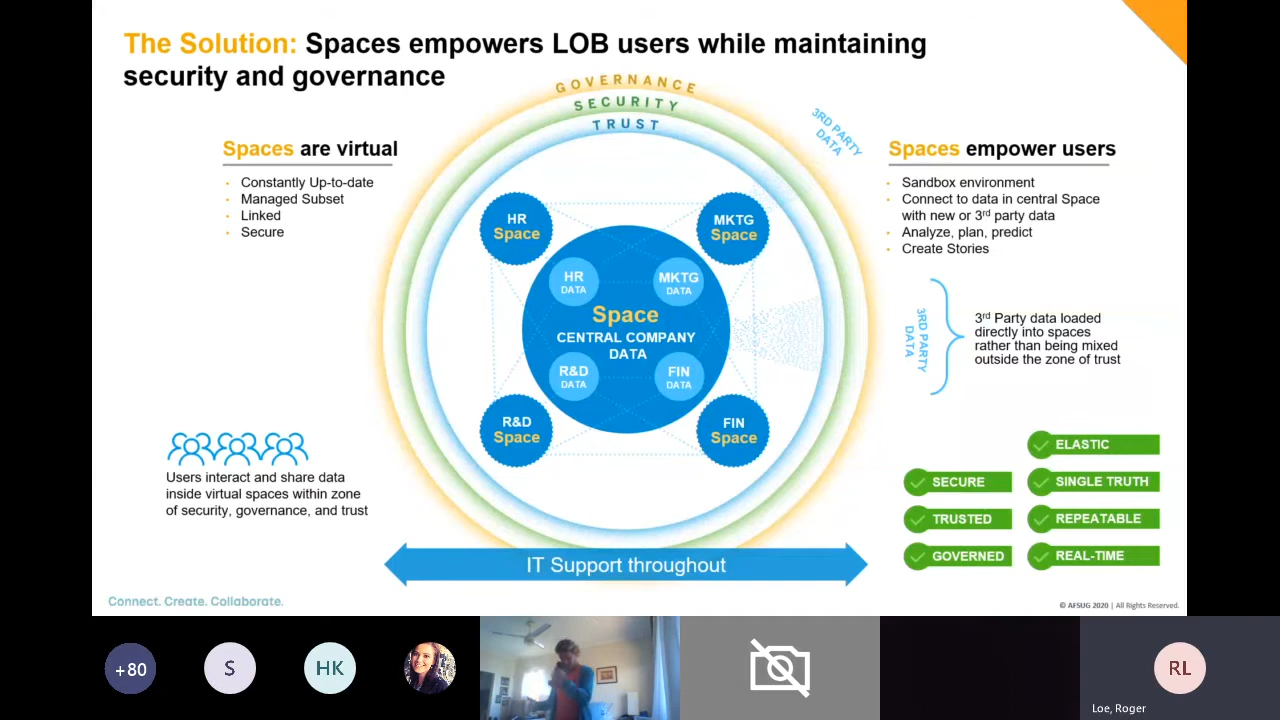 The Solution: Spaces empowers LOB users while maintaining
security and governance
GOVERNANCE
SECURITY
TRUST
3RD PARTY
DATA
Spaces are virtual
Constantly Up-to-date
Managed Subset
Linked
Secure
Spaces empower users
Sandbox environment
Connect to data in central Space
with new or 3rd party data
Analyze, plan, predict
Create Stories
HR
Space
MKTG
Space
HR
DATA
MKTG
DATA
Space
CENTRAL COMPANY
DATA
R&D
DATA
FIN
DATA
R&D
Space
FIN
Space
3RD PARTY
DATA
3rd Party data loaded
directly into spaces
rather than being mixed
outside the zone of trust
Users interact and share data
inside virtual spaces within zone
of security, governance, and trust
ELASTIC
SECURE
SINGLE TRUTH
TRUSTED
REPEATABLE
GOVERNED
REAL-TIME
IT Support throughout
Connect. Create. Collaborate.
© AFSUG 2020 | All Rights Reserved.
+80
S
HK
RL
Loe, Roger